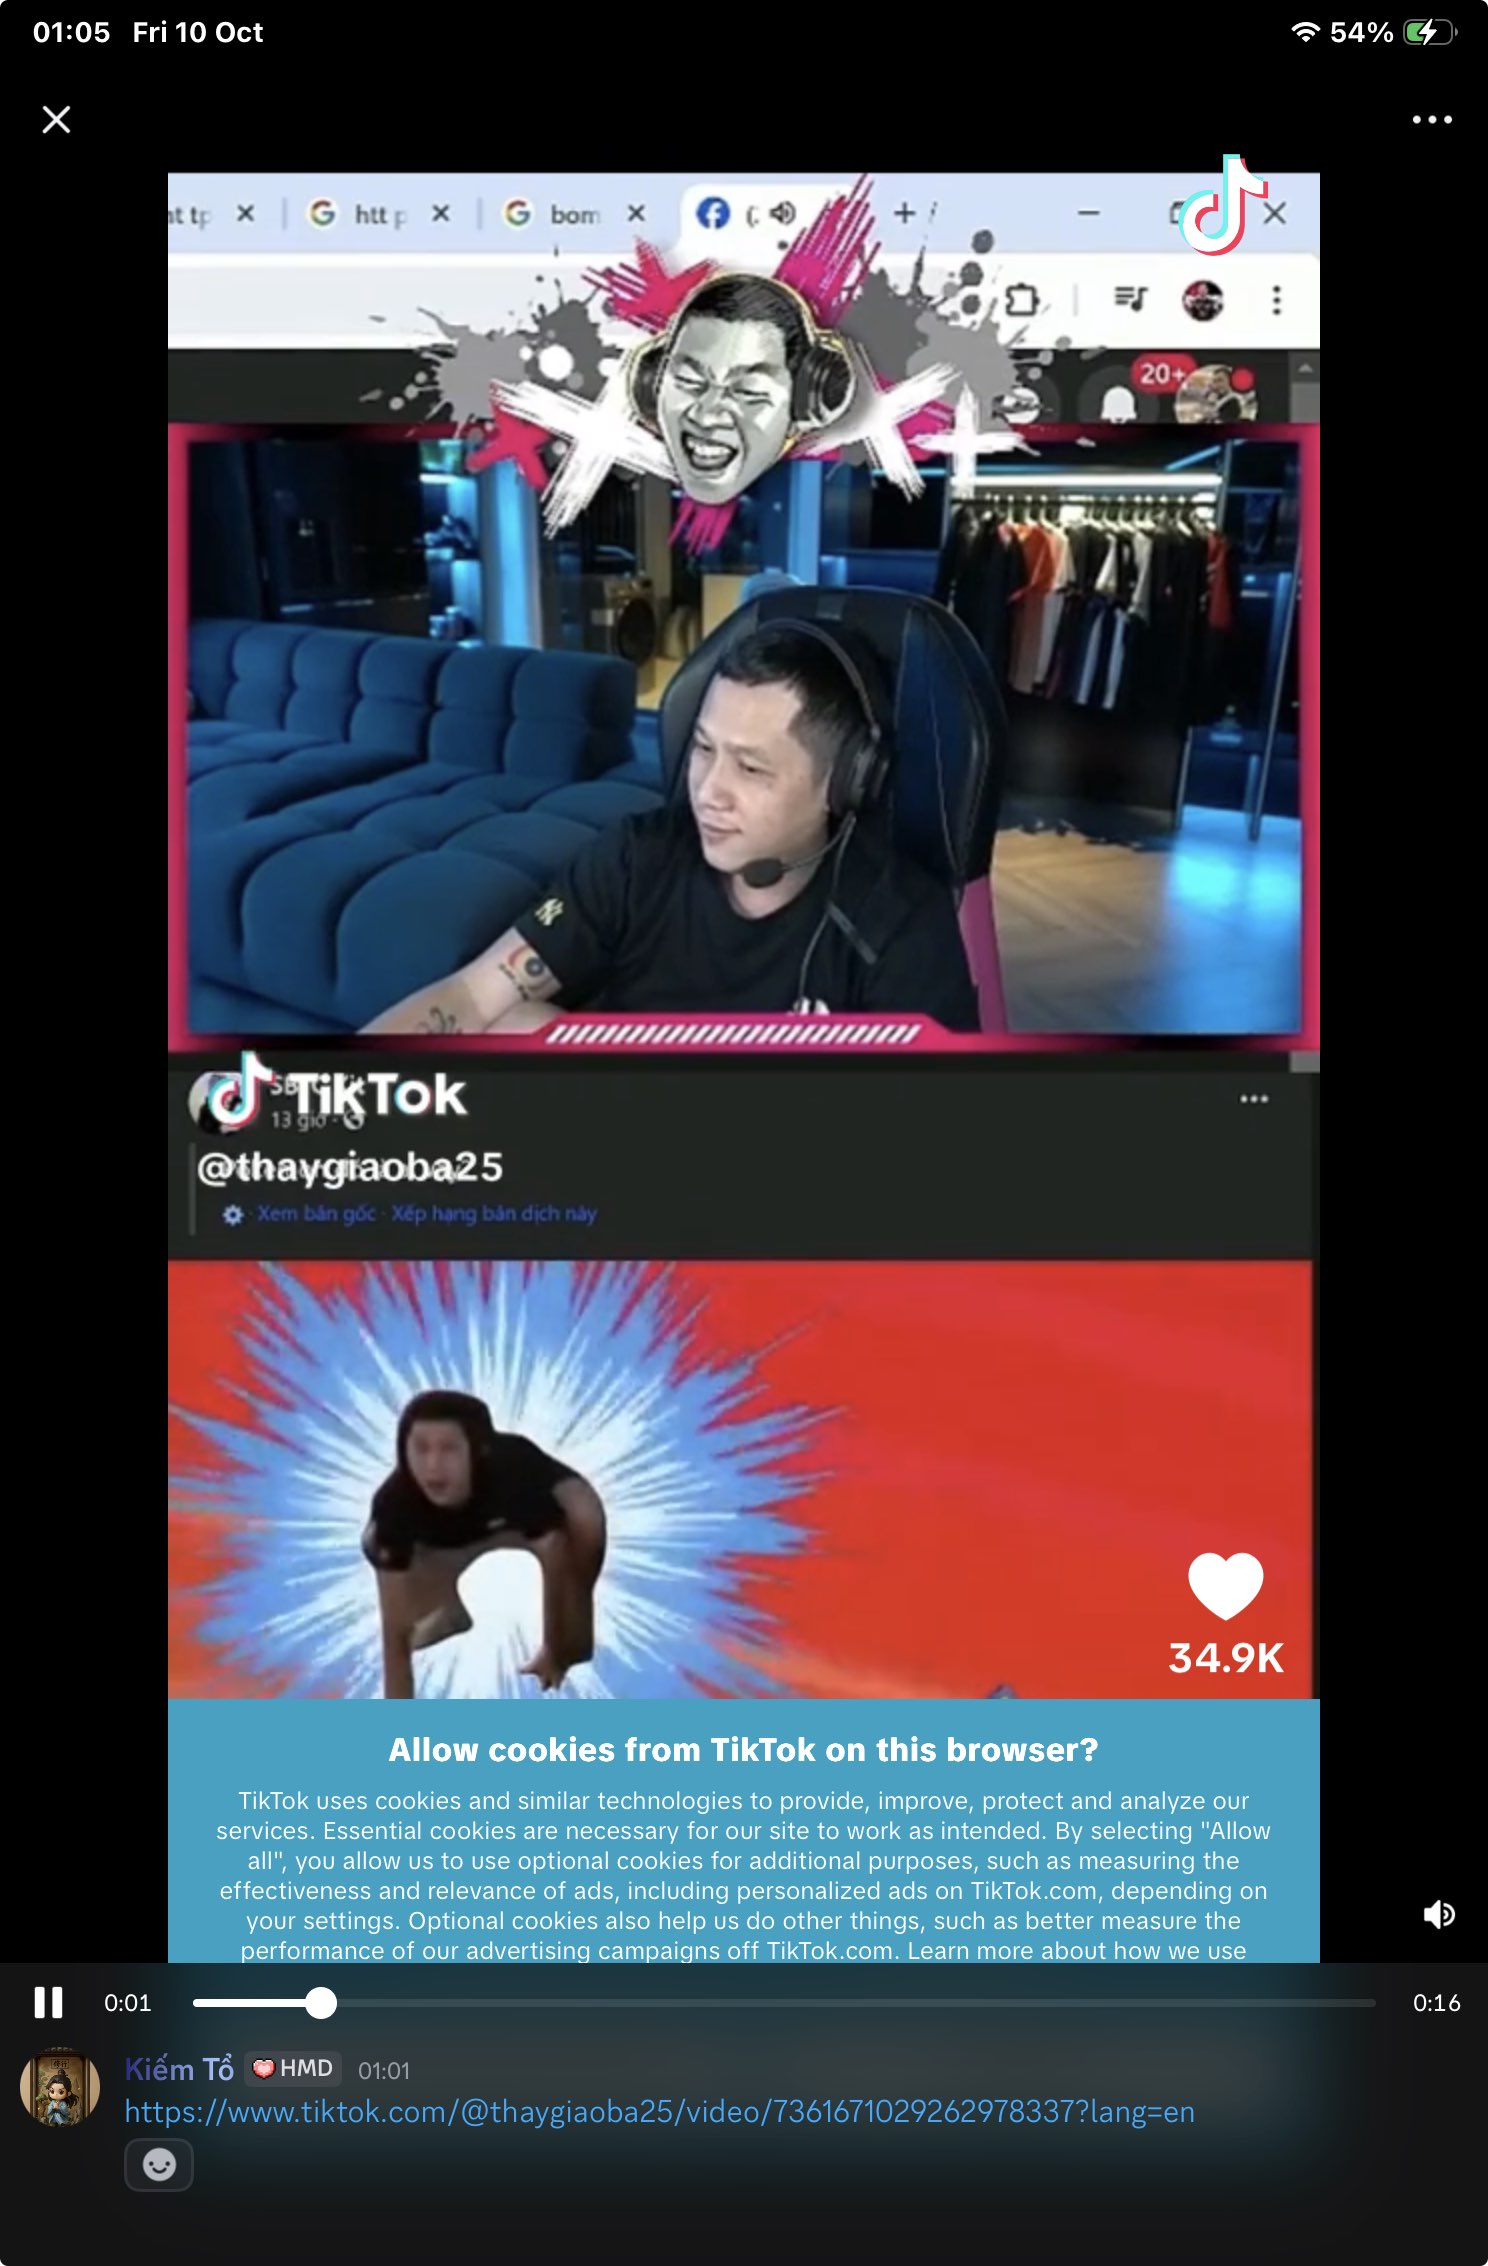 01:05 Fri 10 Oct
54%
htt p
bom
20+
TikTok
13 giờ
@thaygiaoba25
Xem bản gốc · Xếp hạng bản dịch này
34.9K
Allow cookies from TikTok on this browser?
TikTok uses cookies and similar technologies to provide, improve, protect and analyze our
services. Essential cookies are necessary for our site to work as intended. By selecting "Allow
all", you allow us to use optional cookies for additional purposes, such as measuring the
effectiveness and relevance of ads, including personalized ads on TikTok.com, depending on
your settings. Optional cookies also help us do other things, such as better measure the
performance of our advertising campaigns off TikTok.com. Learn more about how we use
0:01
0:16
Kiếm Tổ HMD 01:01
https://www.tiktok.com/@thaygiaoba25/video/7361671029262978337?lang=en